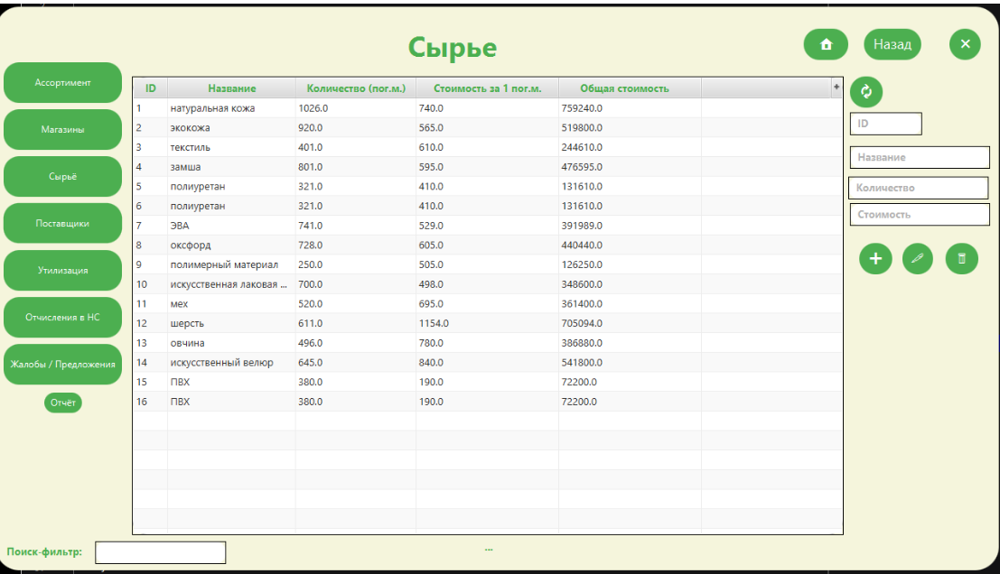 Сырье
Назад
Ассортимент
Магазины
Сырьё
Поставщики
Утилизация
Отчисления в НС
Жалобы / Предложения
Отчёт
ID Название Количество (пог.м.) Стоимость за 1 пог.м. Общая стоимость +
1 натуральная кожа 1026.0 740.0 759240.0
2 экокожа 920.0 565.0 519800.0
3 текстиль 401.0 610.0 244610.0
4 замша 801.0 595.0 476595.0
5 полиуретан 321.0 410.0 131610.0
6 полиуретан 321.0 410.0 131610.0
7 ЭВА 741.0 529.0 391989.0
8 оксфорд 728.0 605.0 440440.0
9 полимерный материал 250.0 505.0 126250.0
10 искусственная лаковая ... 700.0 498.0 348600.0
11 мех 520.0 695.0 361400.0
12 шерсть 611.0 1154.0 705094.0
13 овчина 496.0 780.0 386880.0
14 искусственный велюр 645.0 840.0 541800.0
15 ПВХ 380.0 190.0 72200.0
16 ПВХ 380.0 190.0 72200.0
ID
Название
Количество
Стоимость
Поиск-фильтр:
...